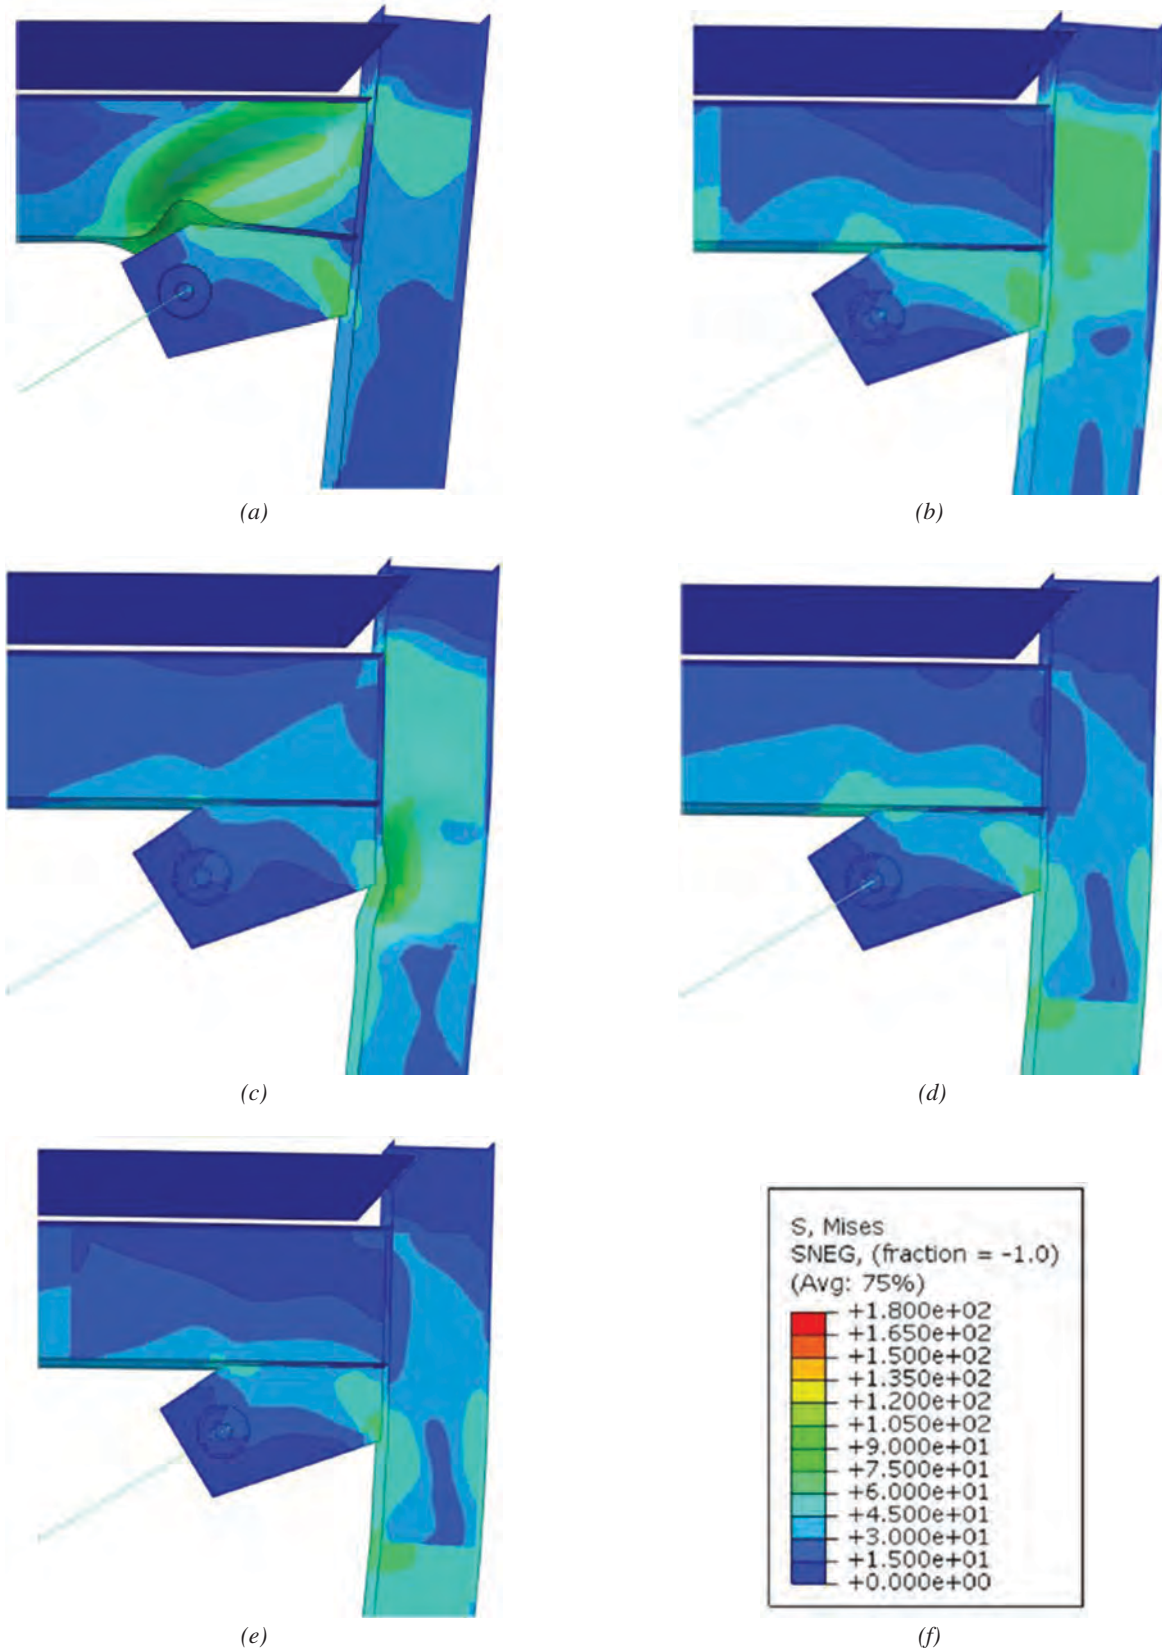 (a)
(b)
(c)
(d)
S, Mises
SNEG, (fraction = -1.0)
(Avg: 75%)
+1.800e+02
+1.650e+02
+1.500e+02
+1.350e+02
+1.200e+02
+1.050e+02
+9.000e+01
+7.500e+01
+6.000e+01
+4.500e+01
+3.000e+01
+1.500e+01
+0.000e+00
(e)
(f)